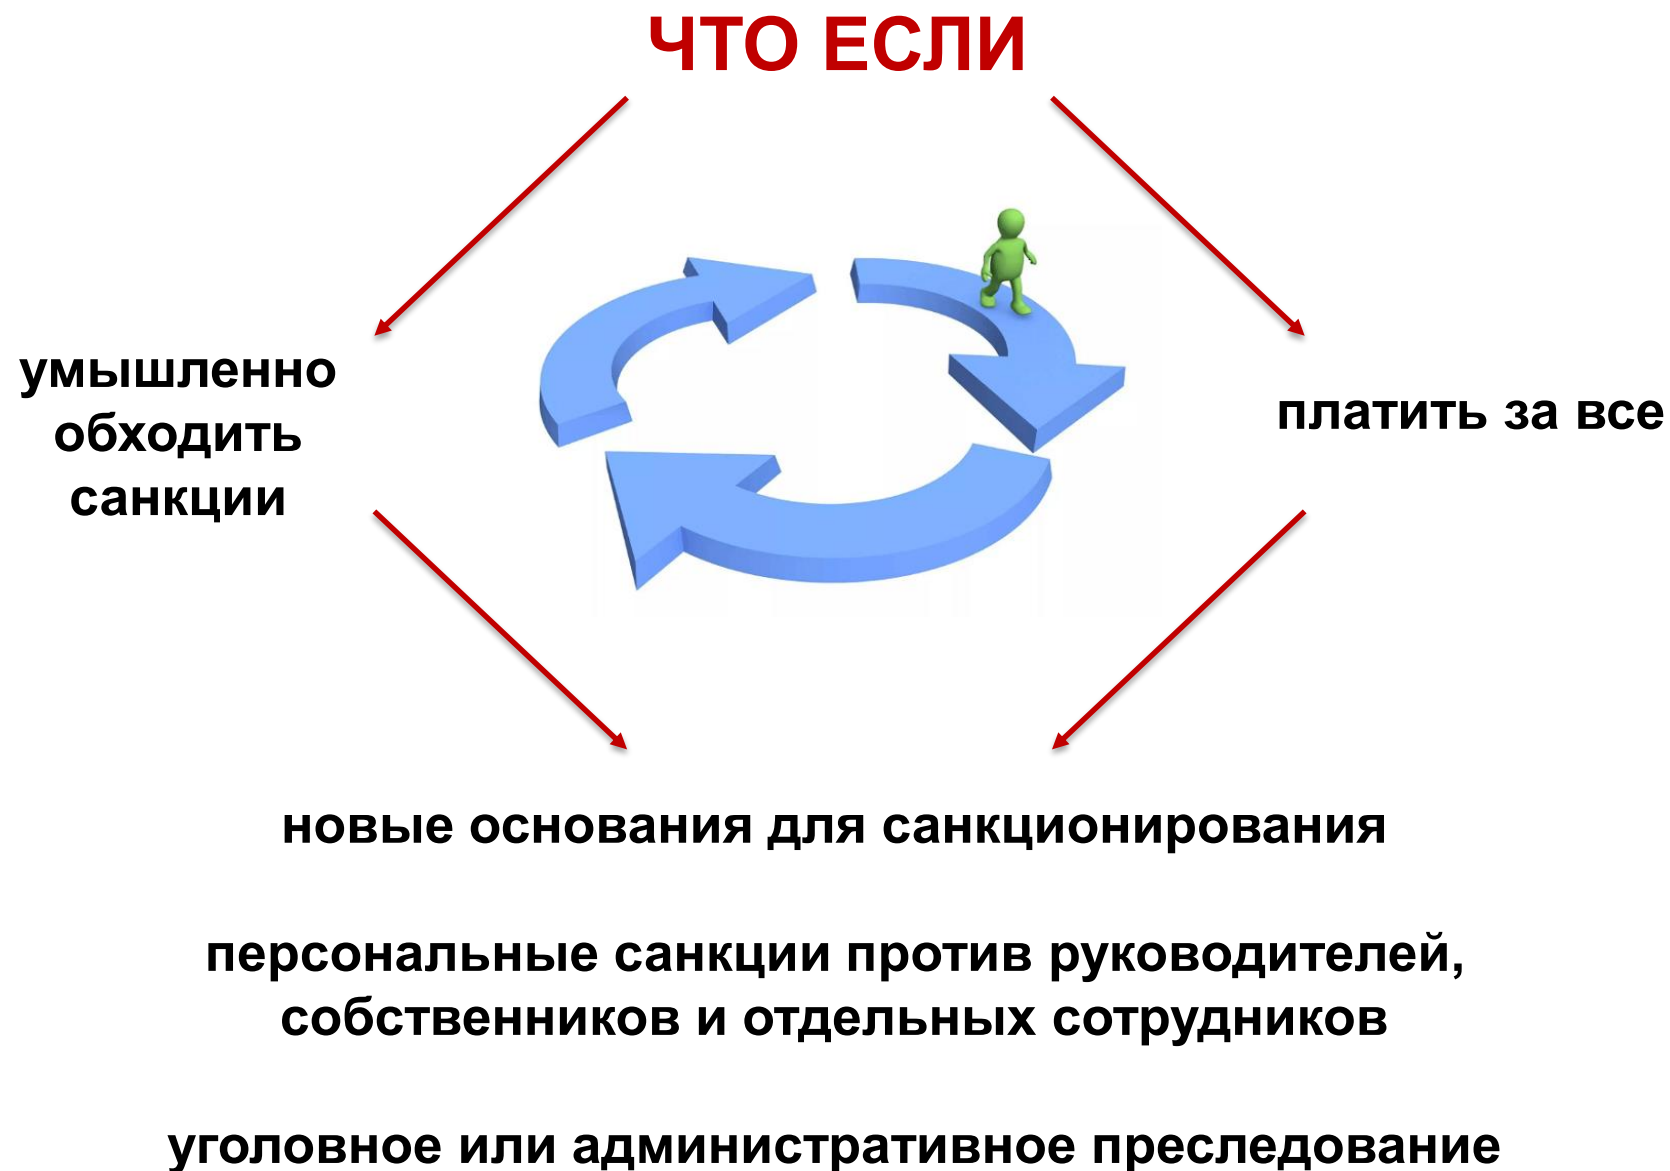 ЧТО ЕСЛИ
умышленно
обходить
санкции
платить за все
новые основания для санкционирования
персональные санкции против руководителей,
собственников и отдельных сотрудников
уголовное или административное преследование